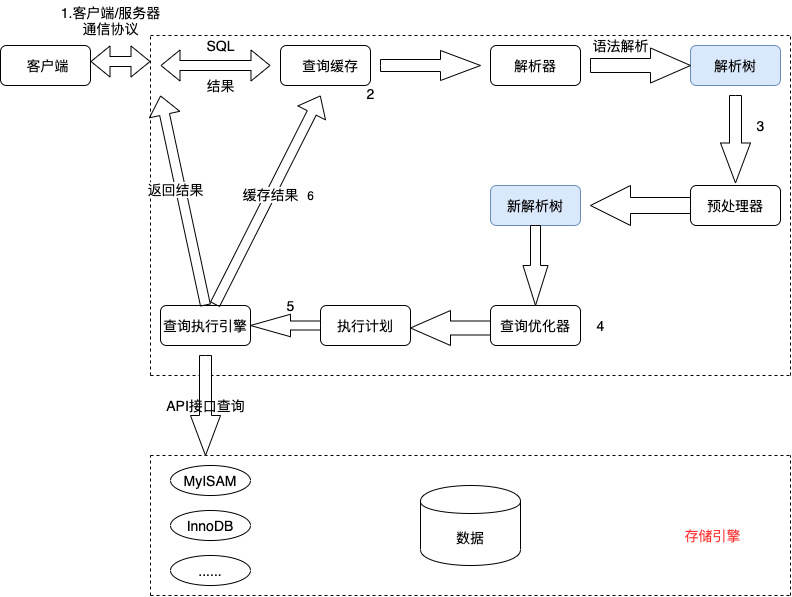 1.客户端/服务器
通信协议
客户端
SQL
结果
查询缓存
2
解析器
语法解析
解析树
3
返回结果
缓存结果 6
新解析树
预处理器
查询执行引擎
5
执行计划
查询优化器
4
API接口查询
MyISAM
InnoDB
......
数据
存储引擎